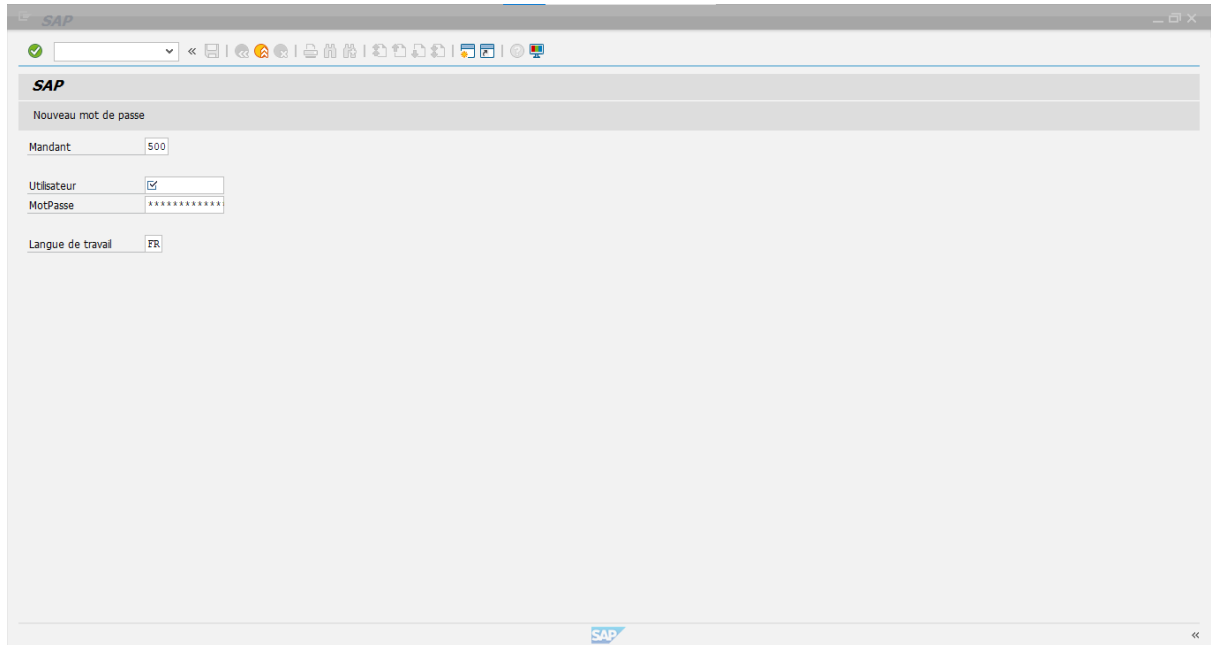 SAP
SAP
Nouveau mot de passe
Mandant 500
Utilisateur
MotPasse ************
Langue de travail FR
SAP